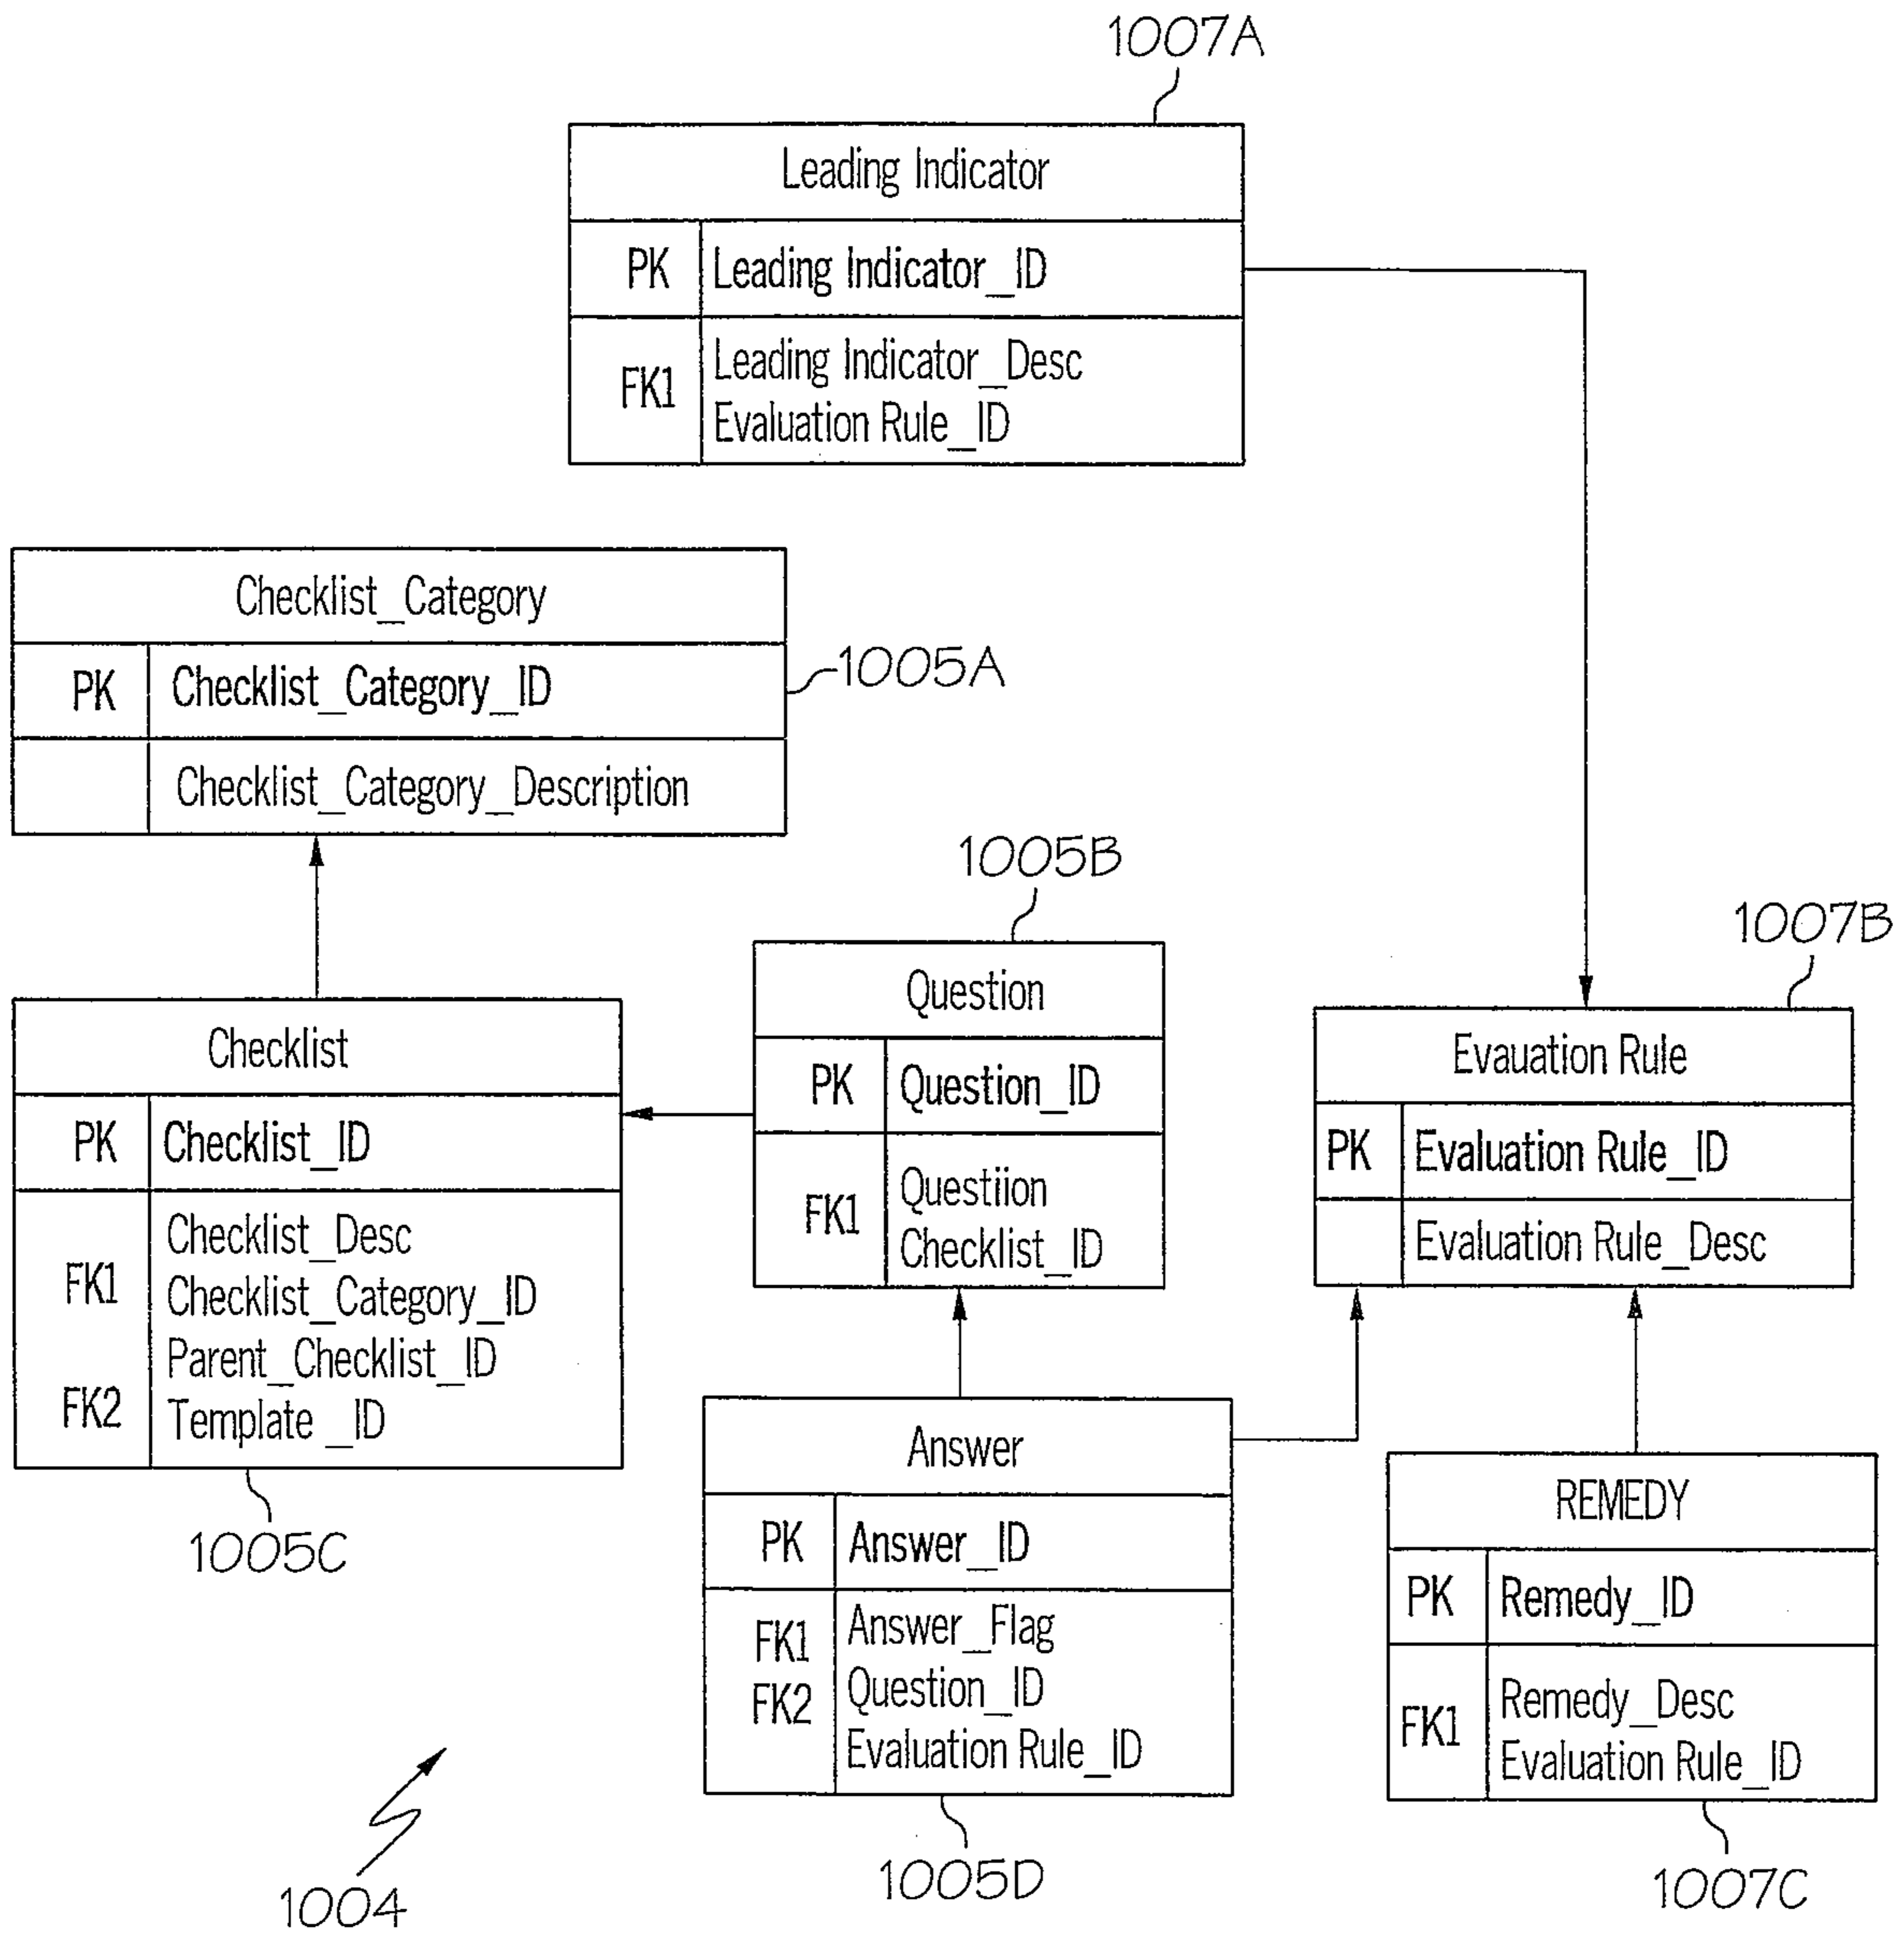 1007A
Leading Indicator
PK Leading Indicator_ID
Leading Indicator_Desc
FK1
Evaluation Rule_ID
Checklist_Category
PK Checklist_Category_ID
1005A
Checklist_Category_Description
1005B
Question
PK Question_ID
Questiion
FK1
Checklist_ID
1007B
Evauation Rule
PK Evaluation Rule_ID
Evaluation Rule_Desc
Checklist
PK Checklist_ID
Checklist_Desc
FK1 Checklist_Category_ID
Parent_Checklist_ID
FK2 Template _ID
1005C
Answer
PK Answer_ID
FK1 Answer_Flag
FK2 Question_ID
Evaluation Rule_ID
1005D
REMEDY
PK Remedy_ID
Remedy_Desc
FK1
Evaluation Rule_ID
1007C
1004